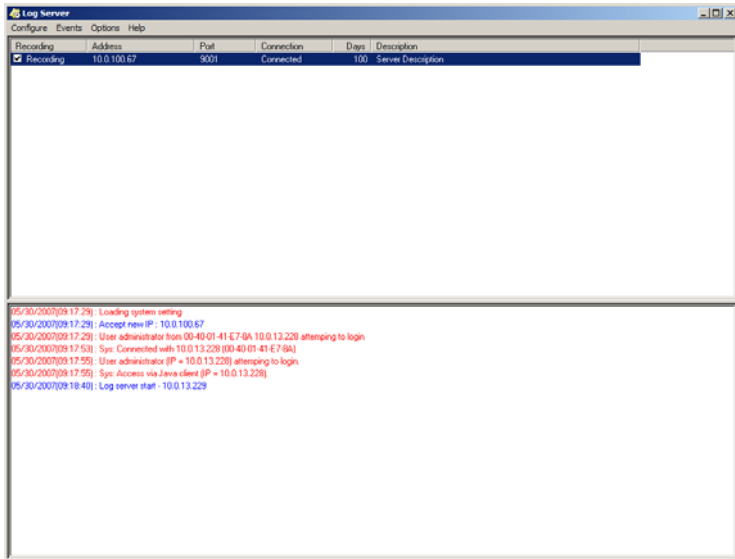 Log Server
Configure Events Options Help
Recording Address Port Connection Days Description
Recording 10.0.100.67 9001 Connected 100 Server Description
05/30/2007(09:17:29) : Loading system setting.
05/30/2007(09:17:29) : Accept new IP : 10.0.100.67
05/30/2007(09:17:29) : User administrator from 00-40-01-41-E7-8A 10.0.13.228 attemping to login
05/30/2007(09:17:53) : Sys: Connected with 10.0.13.228 (00-40-01-41-E7-8A)
05/30/2007(09:17:55) : User administrator (IP = 10.0.13.228) attemping to login.
05/30/2007(09:17:55) : Sys: Access via Java client (IP = 10.0.13.228)
05/30/2007(09:18:40) : Log server start - 10.0.13.229